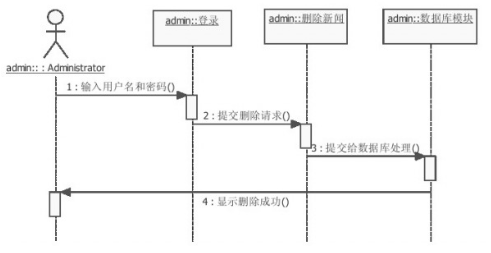 admin::登录
admin::删除新闻
admin::数据库模块
admin: : Administrator
1 : 输入用户名和密码()
2 : 提交删除请求()
3 : 提交给数据库处理()
4 : 显示删除成功()